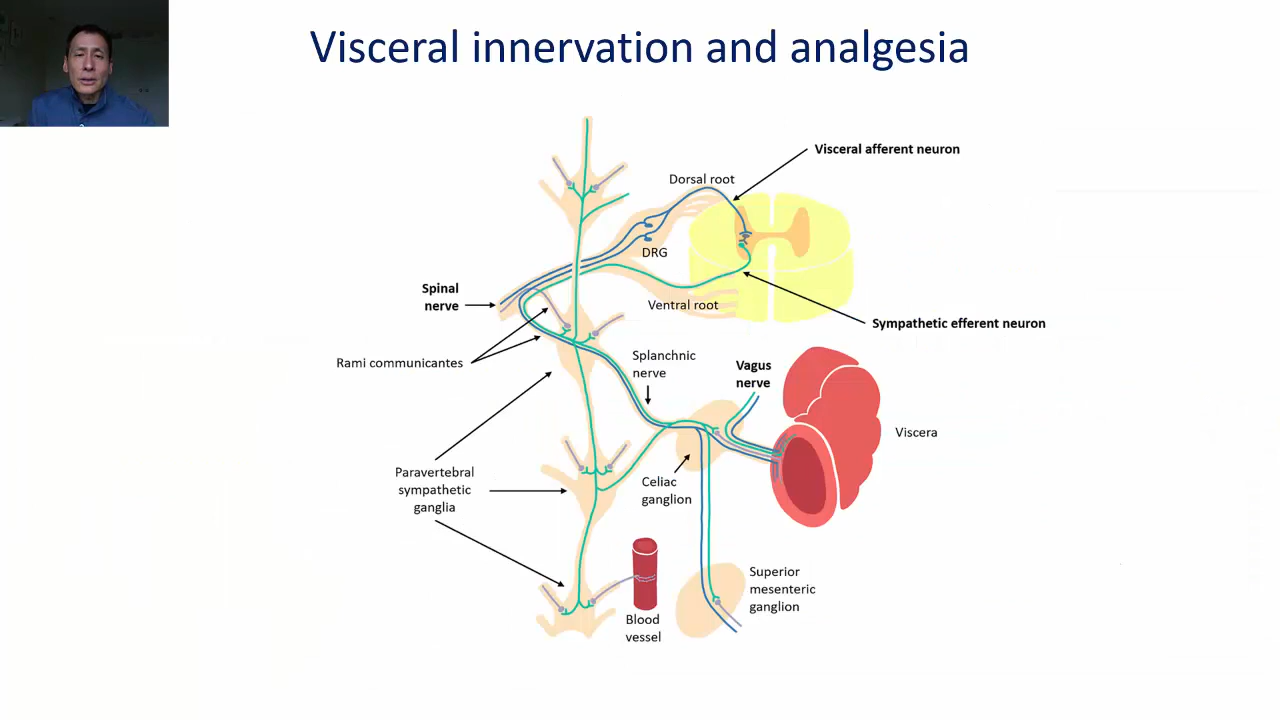 Visceral innervation and analgesia
Visceral afferent neuron
Dorsal root
DRG
Spinal
nerve
Ventral root
Sympathetic efferent neuron
Rami communicantes
Splanchnic
nerve
Vagus
nerve
Viscera
Paravertebral
sympathetic
ganglia
Celiac
ganglion
Superior
mesenteric
ganglion
Blood
vessel